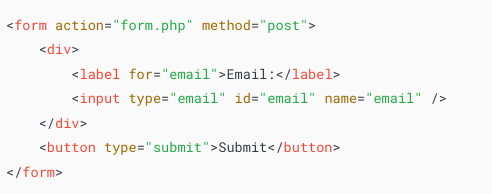 <form action="form.php" method="post">
    <div>
        <label for="email">Email:</label>
        <input type="email" id="email" name="email" />
    </div>
    <button type="submit">Submit</button>
</form>